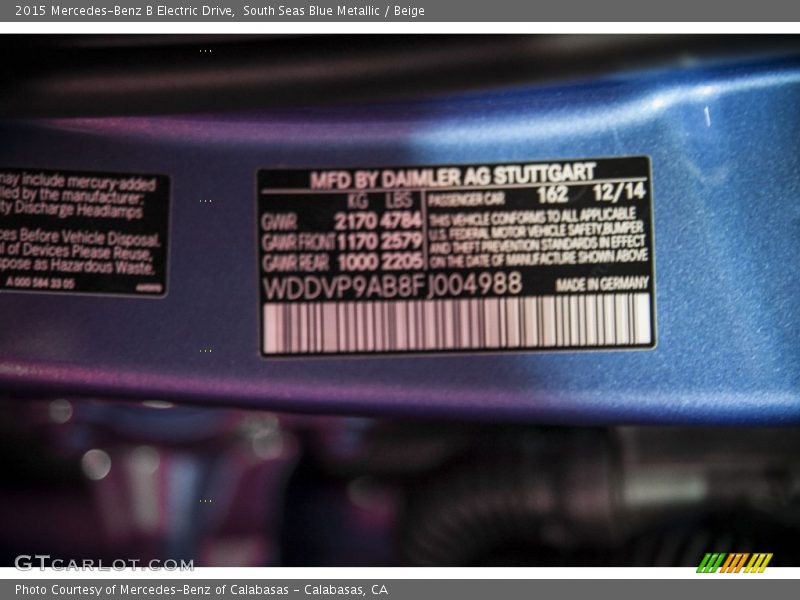 2015 Mercedes-Benz B Electric Drive,  South Seas Blue Metallic / Beige
may include mercury-added
lled by the manufacturer:
ty Discharge Headlamps
ces Before Vehicle Disposal.
l of Devices Please Reuse,
pose as Hazardous Waste.
A 000 584 33 05
MFD BY DAIMLER AG STUTTGART
KG LBS
GVWR 2170 4784
GAWR FRONT 1170 2579
GAWR REAR 1000 2205
PASSENGER CAR 162 12/14
THIS VEHICLE CONFORMS TO ALL APPLICABLE
U.S. FEDERAL MOTOR VEHICLE SAFETY,BUMPER
AND THEFT PREVENTION STANDARDS IN EFFECT
ON THE DATE OF MANUFACTURE SHOWN ABOVE
WDDVP9AB8FJ004988
MADE IN GERMANY
GTCARLOT.COM
Photo Courtesy of Mercedes-Benz of Calabasas - Calabasas, CA